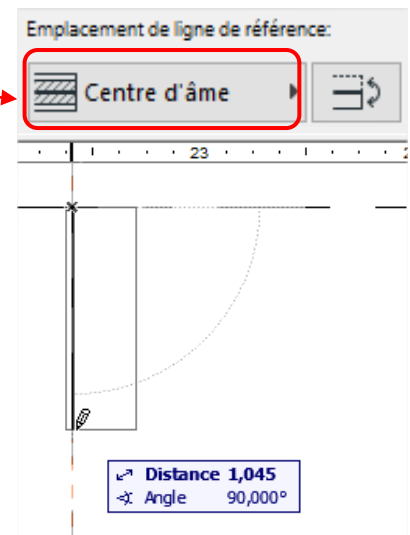 Emplacement de ligne de référence:
Centre d'âme
23
Distance 1,045
Angle 90,000°